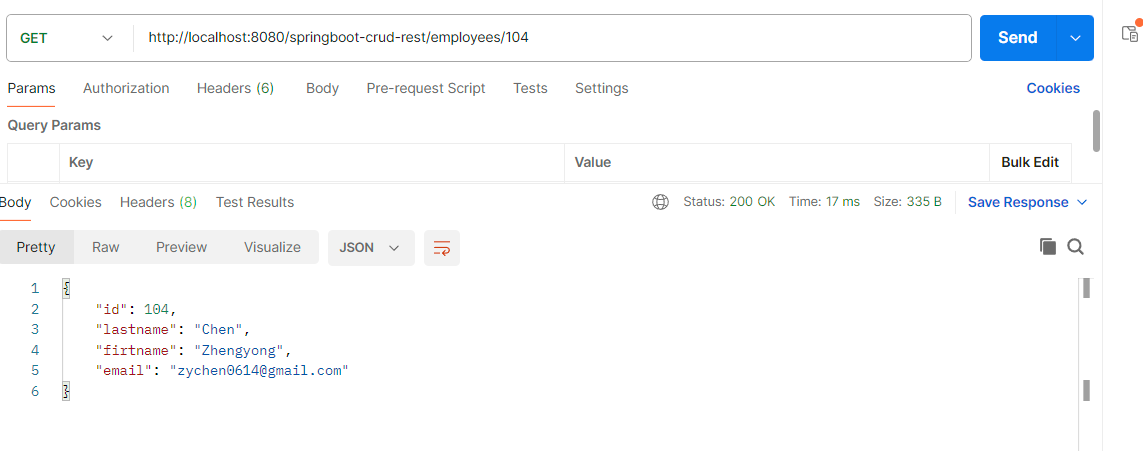 GET http://localhost:8080/springboot-crud-rest/employees/104 Send
Params Authorization Headers (6) Body Pre-request Script Tests Settings Cookies
Query Params
Key Value Bulk Edit
Body Cookies Headers (8) Test Results Status: 200 OK Time: 17 ms Size: 335 B Save Response
Pretty Raw Preview Visualize JSON
1 {
2 "id": 104,
3 "lastname": "Chen",
4 "firtname": "Zhengyong",
5 "email": "zychen0614@gmail.com"
6 }